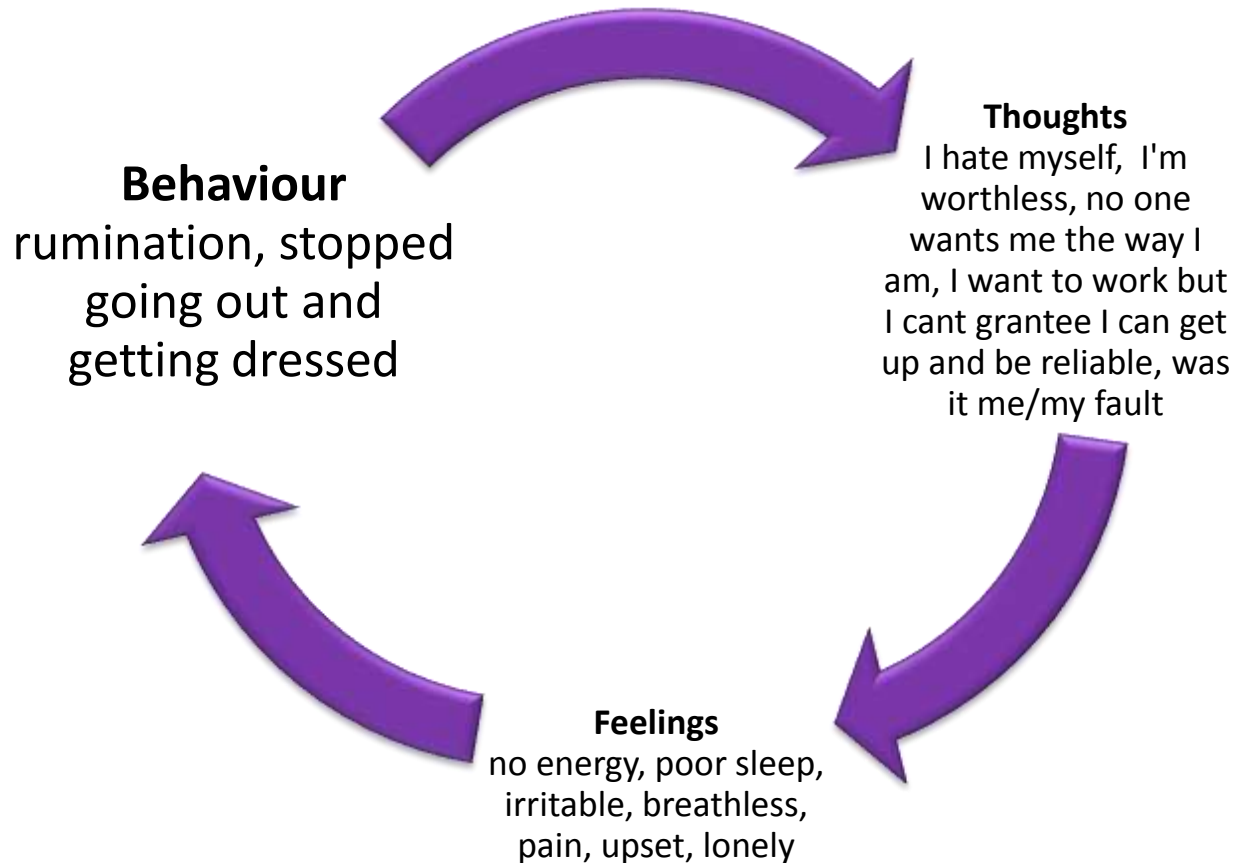 Behaviour
rumination, stopped
going out and
getting dressed
Thoughts
I hate myself,  I'm
worthless, no one
wants me the way I
am, I want to work but
I cant grantee I can get
up and be reliable, was
it me/my fault
Feelings
no energy, poor sleep,
irritable, breathless,
pain, upset, lonely